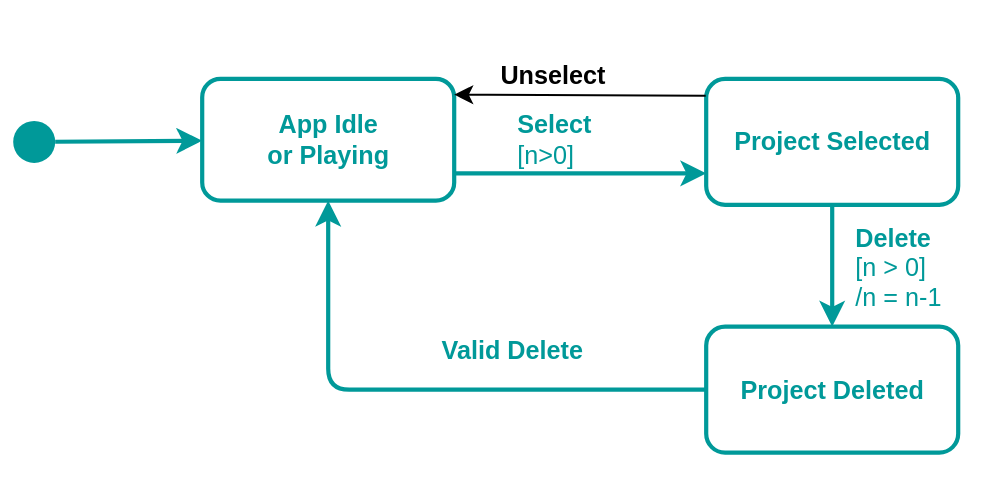 Unselect
App Idle
or Playing
Select
[n>0]
Project Selected
Delete
[n > 0]
/n = n-1
Valid Delete
Project Deleted